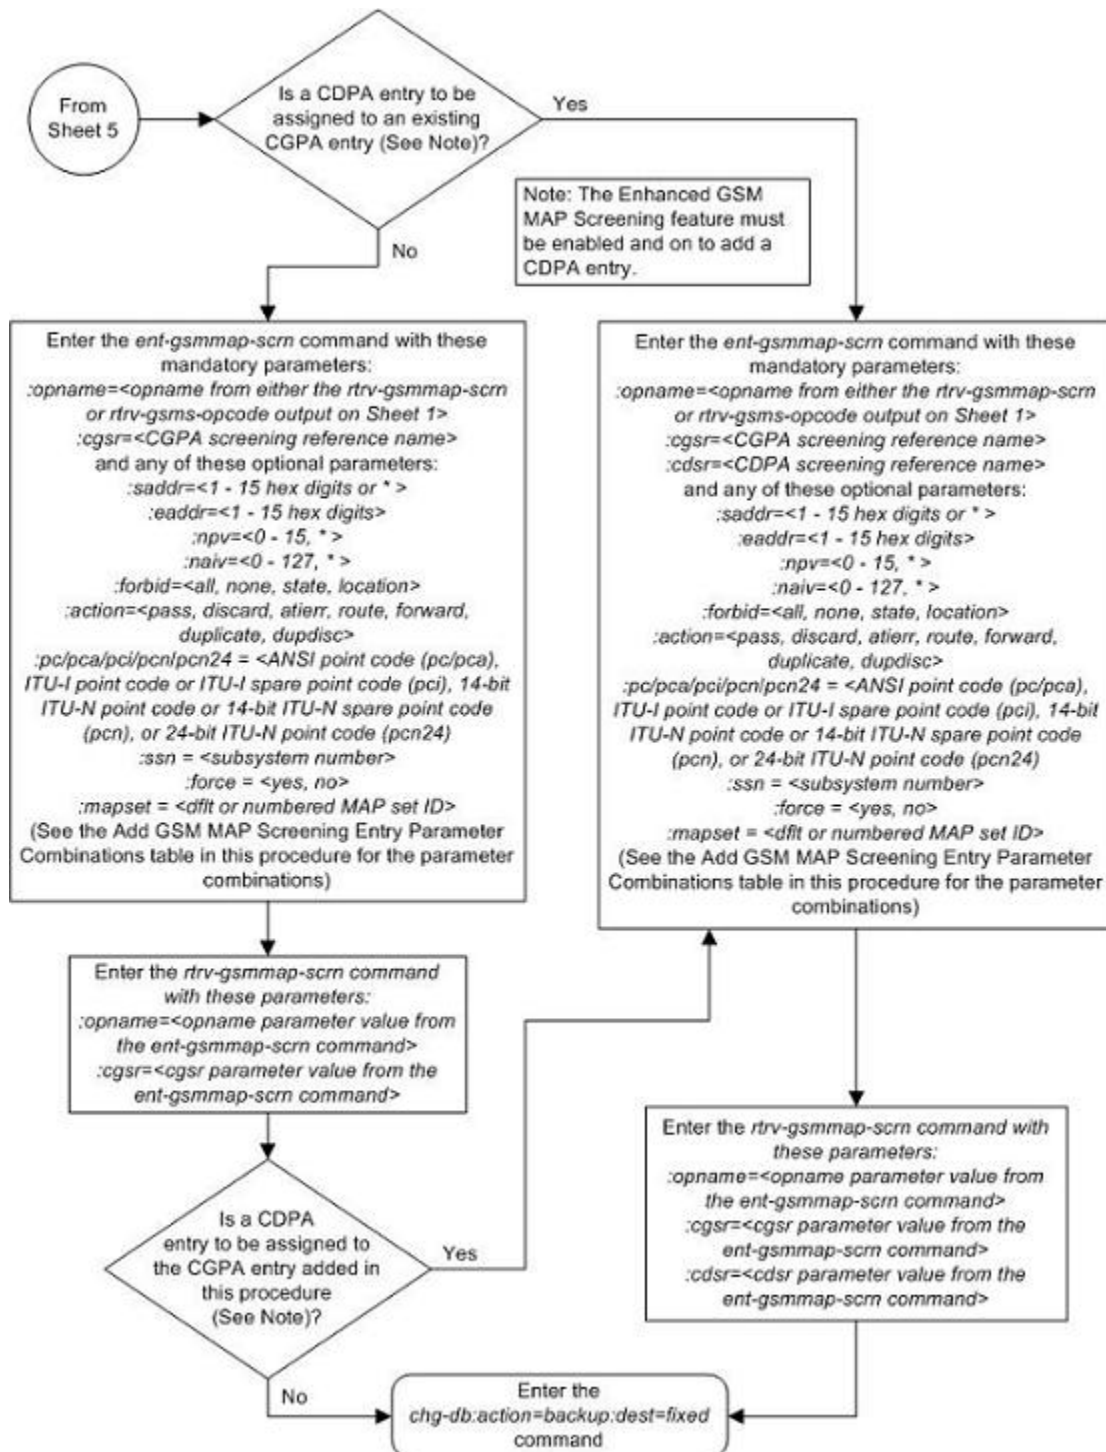 From
Sheet 5
Is a CDPA entry to be
assigned to an existing
CGPA entry (See Note)?
Yes
No
Note: The Enhanced GSM
MAP Screening feature must
be enabled and on to add a
CDPA entry.
Enter the ent-gsmmap-scrn command with these
mandatory parameters:
:opname=<opname from either the rtrv-gsmmap-scrn
or rtrv-gsms-opcode output on Sheet 1>
:cgsr=<CGPA screening reference name>
and any of these optional parameters:
:saddr=<1 - 15 hex digits or * >
:eaddr=<1 - 15 hex digits>
:npv=<0 - 15, * >
:naiv=<0 - 127, * >
:forbid=<all, none, state, location>
:action=<pass, discard, atierr, route, forward,
duplicate, dupdisc>
:pc/pca/pci/pcn|pcn24 = <ANSI point code (pc/pca),
ITU-I point code or ITU-I spare point code (pci), 14-bit
ITU-N point code or 14-bit ITU-N spare point code
(pcn), or 24-bit ITU-N point code (pcn24)
:ssn = <subsystem number>
:force = <yes, no>
:mapset = <dflt or numbered MAP set ID>
(See the Add GSM MAP Screening Entry Parameter
Combinations table in this procedure for the parameter
combinations)
Enter the ent-gsmmap-scrn command with these
mandatory parameters:
:opname=<opname from either the rtrv-gsmmap-scrn
or rtrv-gsms-opcode output on Sheet 1>
:cgsr=<CGPA screening reference name>
:cdsr=<CDPA screening reference name>
and any of these optional parameters:
:saddr=<1 - 15 hex digits or * >
:eaddr=<1 - 15 hex digits>
:npv=<0 - 15, * >
:naiv=<0 - 127, * >
:forbid=<all, none, state, location>
:action=<pass, discard, atierr, route, forward,
duplicate, dupdisc>
:pc/pca/pci/pcn|pcn24 = <ANSI point code (pc/pca),
ITU-I point code or ITU-I spare point code (pci), 14-bit
ITU-N point code or 14-bit ITU-N spare point code
(pcn), or 24-bit ITU-N point code (pcn24)
:ssn = <subsystem number>
:force = <yes, no>
:mapset = <dflt or numbered MAP set ID>
(See the Add GSM MAP Screening Entry Parameter
Combinations table in this procedure for the parameter
combinations)
Enter the rtrv-gsmmap-scrn command
with these parameters:
:opname=<opname parameter value from
the ent-gsmmap-scrn command>
:cgsr=<cgsr parameter value from the
ent-gsmmap-scrn command>
Is a CDPA
entry to be assigned to
the CGPA entry added in
this procedure
(See Note)?
Yes
No
Enter the rtrv-gsmmap-scrn command with
these parameters:
:opname=<opname parameter value from
the ent-gsmmap-scrn command>
:cgsr=<cgsr parameter value from the
ent-gsmmap-scrn command>
:cdsr=<cdsr parameter value from the
ent-gsmmap-scrn command>
Enter the
chg-db:action=backup:dest=fixed
command